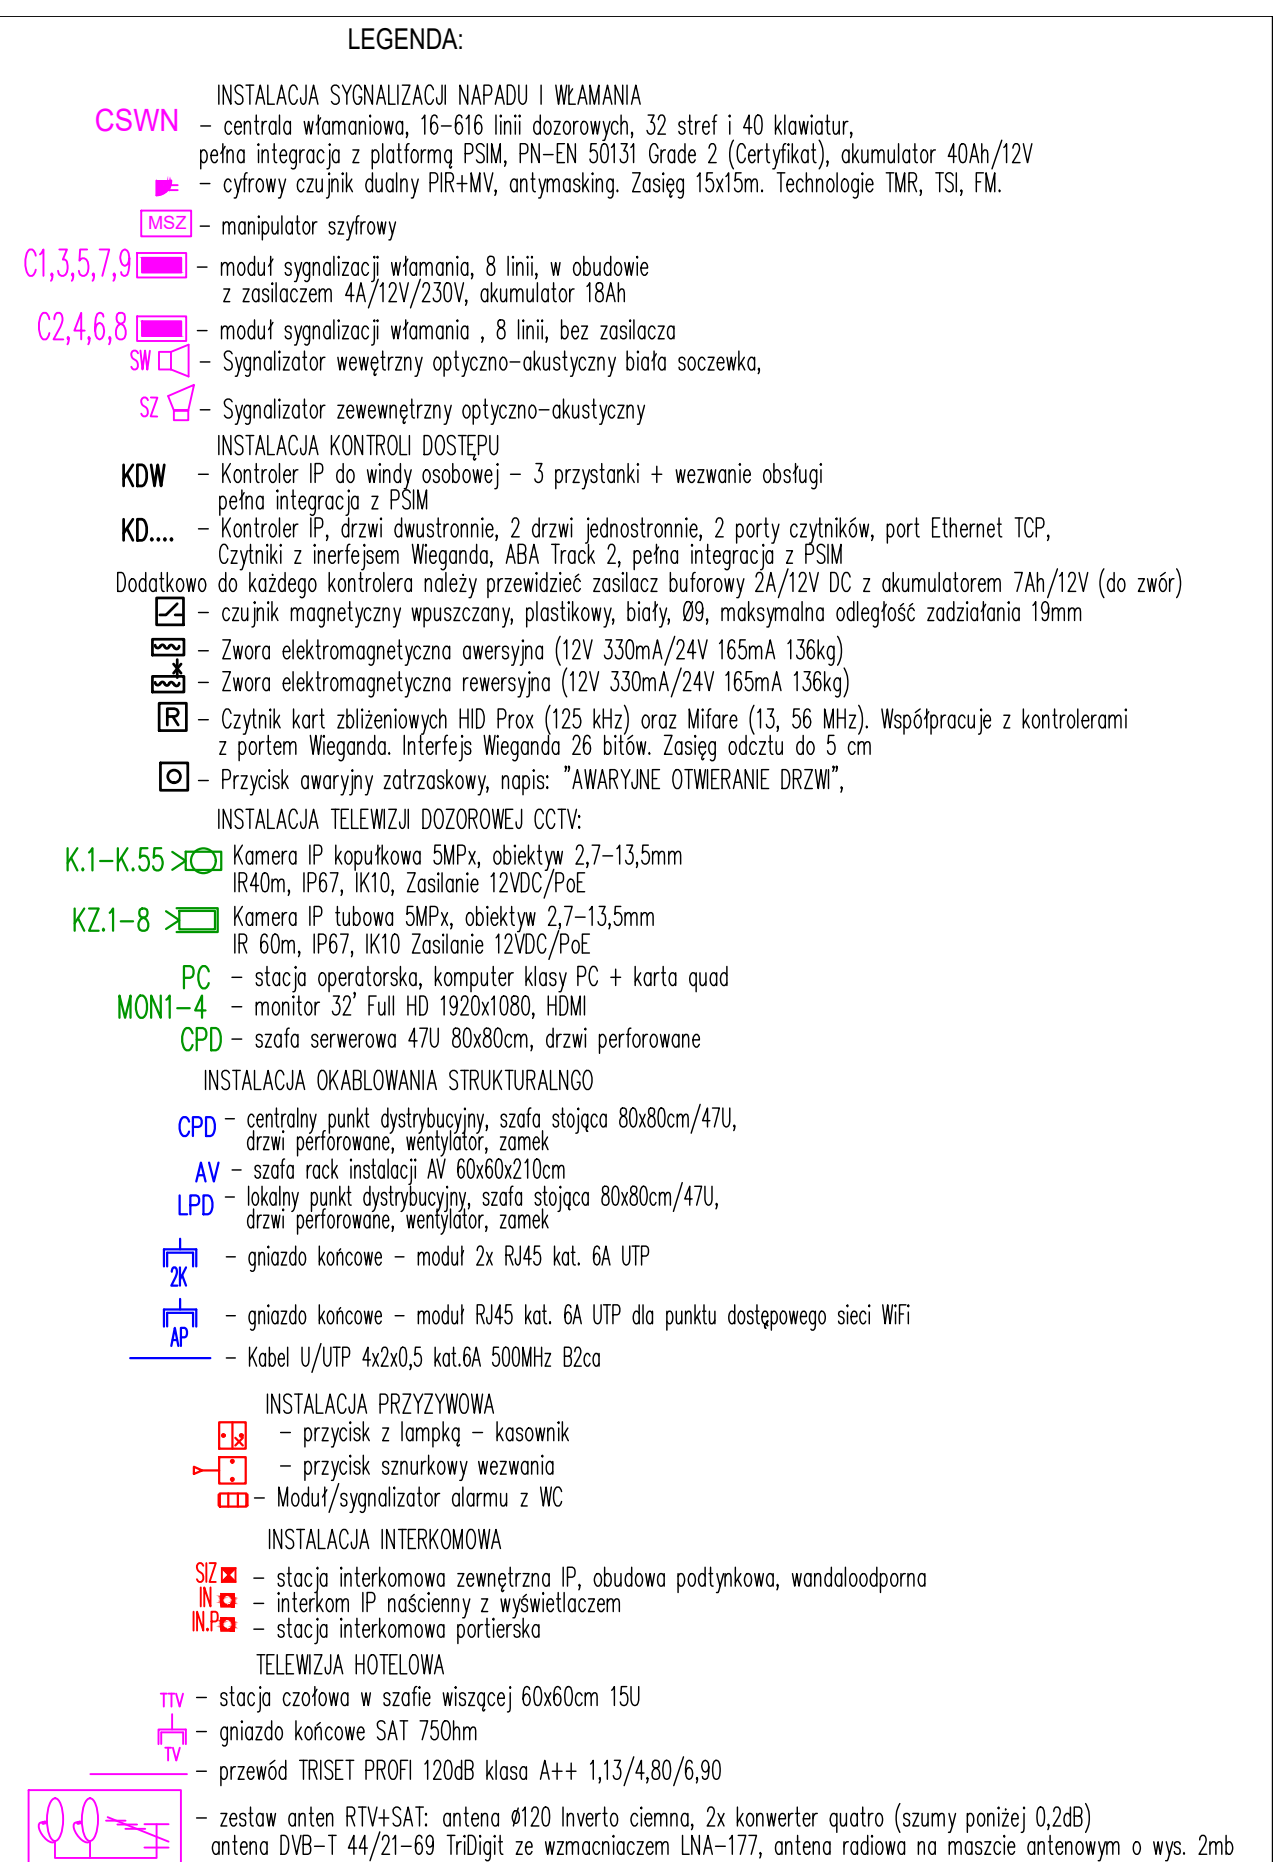 LEGENDA:
INSTALACJA SYGNALIZACJI NAPADU I WŁAMANIA
CSWN – centrala włamaniowa, 16–616 linii dozorowych, 32 stref i 40 klawiatur,
pełna integracja z platformą PSIM, PN–EN 50131 Grade 2 (Certyfikat), akumulator 40Ah/12V
– cyfrowy czujnik dualny PIR+MV, antymasking. Zasięg 15x15m. Technologie TMR, TSI, FM.
MSZ – manipulator szyfrowy
C1,3,5,7,9 – moduł sygnalizacji włamania, 8 linii, w obudowie
z zasilaczem 4A/12V/230V, akumulator 18Ah
C2,4,6,8 – moduł sygnalizacji włamania , 8 linii, bez zasilacza
SW – Sygnalizator wewętrzny optyczno–akustyczny biała soczewka,
SZ – Sygnalizator zewewnętrzny optyczno–akustyczny
INSTALACJA KONTROLI DOSTĘPU
KDW – Kontroler IP do windy osobowej – 3 przystanki + wezwanie obsługi
pełna integracja z PSIM
KD.... – Kontroler IP, drzwi dwustronnie, 2 drzwi jednostronnie, 2 porty czytników, port Ethernet TCP,
Czytniki z inerfejsem Wieganda, ABA Track 2, pełna integracja z PSIM
Dodatkowo do każdego kontrolera należy przewidzieć zasilacz buforowy 2A/12V DC z akumulatorem 7Ah/12V (do zwór)
– czujnik magnetyczny wpuszczany, plastikowy, biały, Ø9, maksymalna odległość zadziałania 19mm
– Zwora elektromagnetyczna awersyjna (12V 330mA/24V 165mA 136kg)
– Zwora elektromagnetyczna rewersyjna (12V 330mA/24V 165mA 136kg)
R – Czytnik kart zbliżeniowych HID Prox (125 kHz) oraz Mifare (13, 56 MHz). Współpracuje z kontrolerami
z portem Wieganda. Interfejs Wieganda 26 bitów. Zasięg odcztu do 5 cm
– Przycisk awaryjny zatrzaskowy, napis: "AWARYJNE OTWIERANIE DRZWI",
INSTALACJA TELEWIZJI DOZOROWEJ CCTV:
K.1–K.55 Kamera IP kopułkowa 5MPx, obiektyw 2,7–13,5mm
IR40m, IP67, IK10, Zasilanie 12VDC/PoE
KZ.1–8 Kamera IP tubowa 5MPx, obiektyw 2,7–13,5mm
IR 60m, IP67, IK10 Zasilanie 12VDC/PoE
PC – stacja operatorska, komputer klasy PC + karta quad
MON1–4 – monitor 32' Full HD 1920x1080, HDMI
CPD – szafa serwerowa 47U 80x80cm, drzwi perforowane
INSTALACJA OKABLOWANIA STRUKTURALNGO
CPD – centralny punkt dystrybucyjny, szafa stojąca 80x80cm/47U,
drzwi perforowane, wentylator, zamek
AV – szafa rack instalacji AV 60x60x210cm
LPD – lokalny punkt dystrybucyjny, szafa stojąca 80x80cm/47U,
drzwi perforowane, wentylator, zamek
2K – gniazdo końcowe – moduł 2x RJ45 kat. 6A UTP
AP – gniazdo końcowe – moduł RJ45 kat. 6A UTP dla punktu dostępowego sieci WiFi
– Kabel U/UTP 4x2x0,5 kat.6A 500MHz B2ca
INSTALACJA PRZYZYWOWA
– przycisk z lampką – kasownik
– przycisk sznurkowy wezwania
– Moduł/sygnalizator alarmu z WC
INSTALACJA INTERKOMOWA
SIZ – stacja interkomowa zewnętrzna IP, obudowa podtynkowa, wandaloodporna
IN – interkom IP naścienny z wyświetlaczem
IN.P – stacja interkomowa portierska
TELEWIZJA HOTELOWA
TTV – stacja czołowa w szafie wiszącej 60x60cm 15U
TV – gniazdo końcowe SAT 75Ohm
– przewód TRISET PROFI 120dB klasa A++ 1,13/4,80/6,90
– zestaw anten RTV+SAT: antena Ø120 Inverto ciemna, 2x konwerter quatro (szumy poniżej 0,2dB)
antena DVB–T 44/21–69 TriDigit ze wzmacniaczem LNA–177, antena radiowa na maszcie antenowym o wys. 2mb